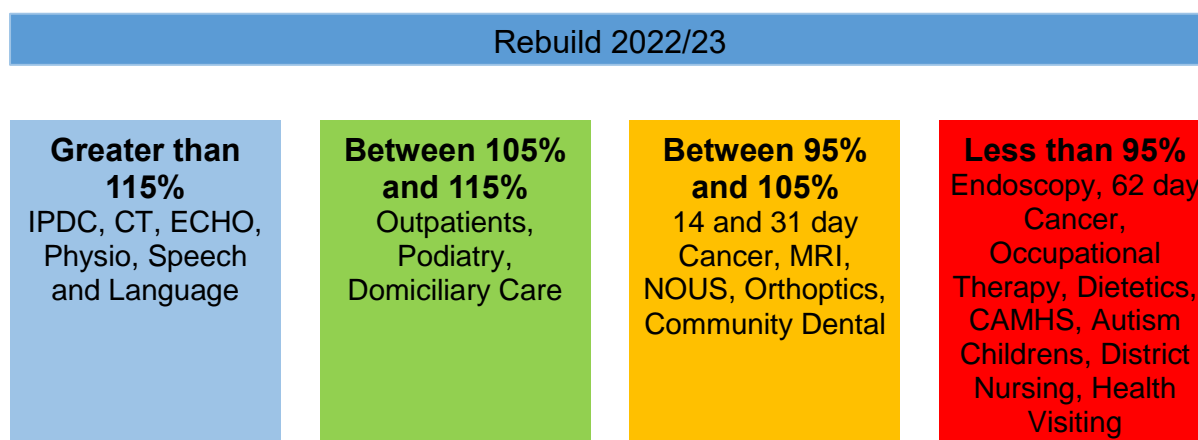 Rebuild 2022/23
Greater than
115%
IPDC, CT, ECHO,
Physio, Speech
and Language
Between 105%
and 115%
Outpatients,
Podiatry,
Domiciliary Care
Between 95%
and 105%
14 and 31 day
Cancer, MRI,
NOUS, Orthoptics,
Community Dental
Less than 95%
Endoscopy, 62 day
Cancer,
Occupational
Therapy, Dietetics,
CAMHS, Autism
Childrens, District
Nursing, Health
Visiting